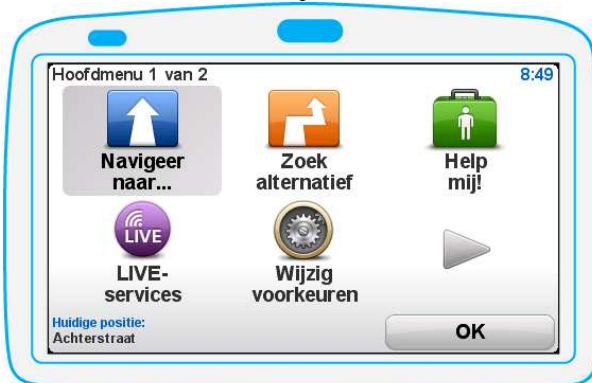 Hoofdmenu 1 van 2
8:49
Navigeer
naar...
Zoek
alternatief
Help
mij!
LIVE
LIVE-
services
Wijzig
voorkeuren
Huidige positie:
Achterstraat
OK